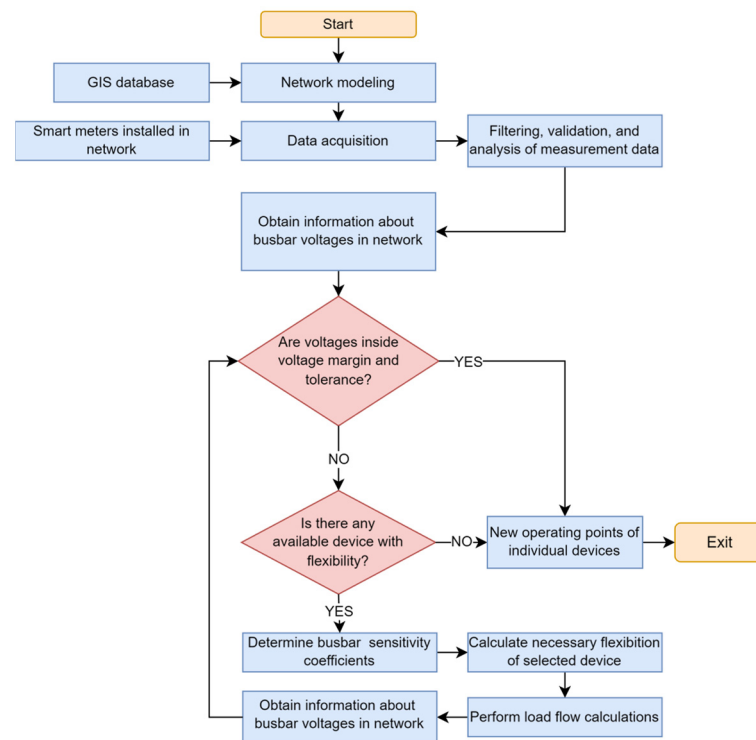 Start
GIS database
Network modeling
Smart meters installed in
network
Data acquisition
Filtering, validation, and
analysis of measurement data
Obtain information about
busbar voltages in network
Are voltages inside
voltage margin and
tolerance?
YES
NO
Is there any
available device with
flexibility?
NO
New operating points of
individual devices
Exit
YES
Determine busbar sensitivity
coefficients
Calculate necessary flexibition
of selected device
Obtain information about
busbar voltages in network
Perform load flow calculations